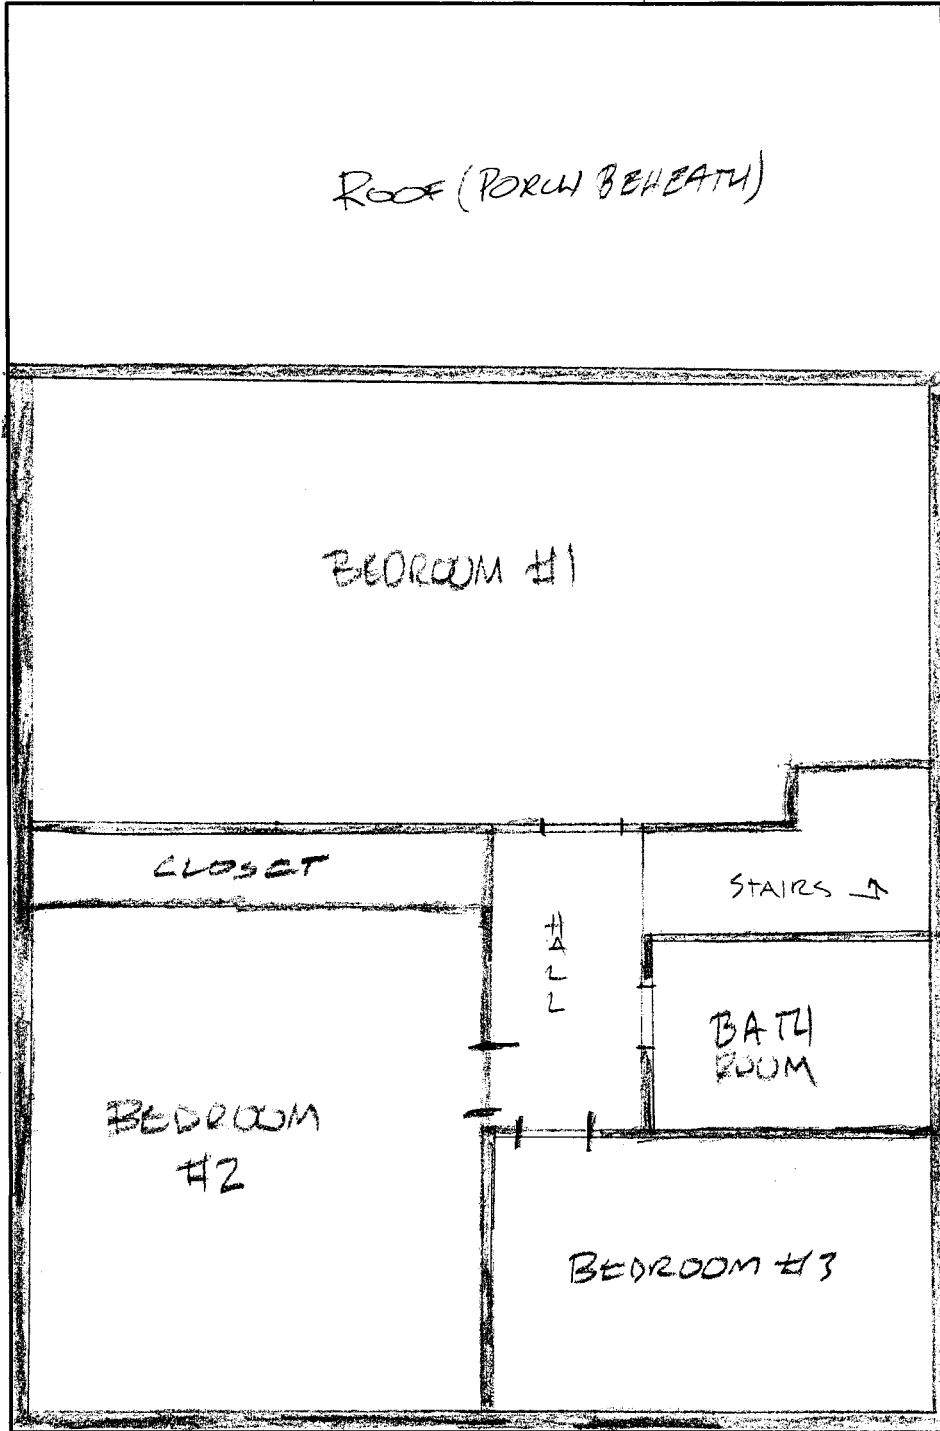 ROOF (PORCH BENEATH)
BEDROOM #1
CLOSET
STAIRS
HALL
BATH
ROOM
BEDROOM
#2
BEDROOM #3